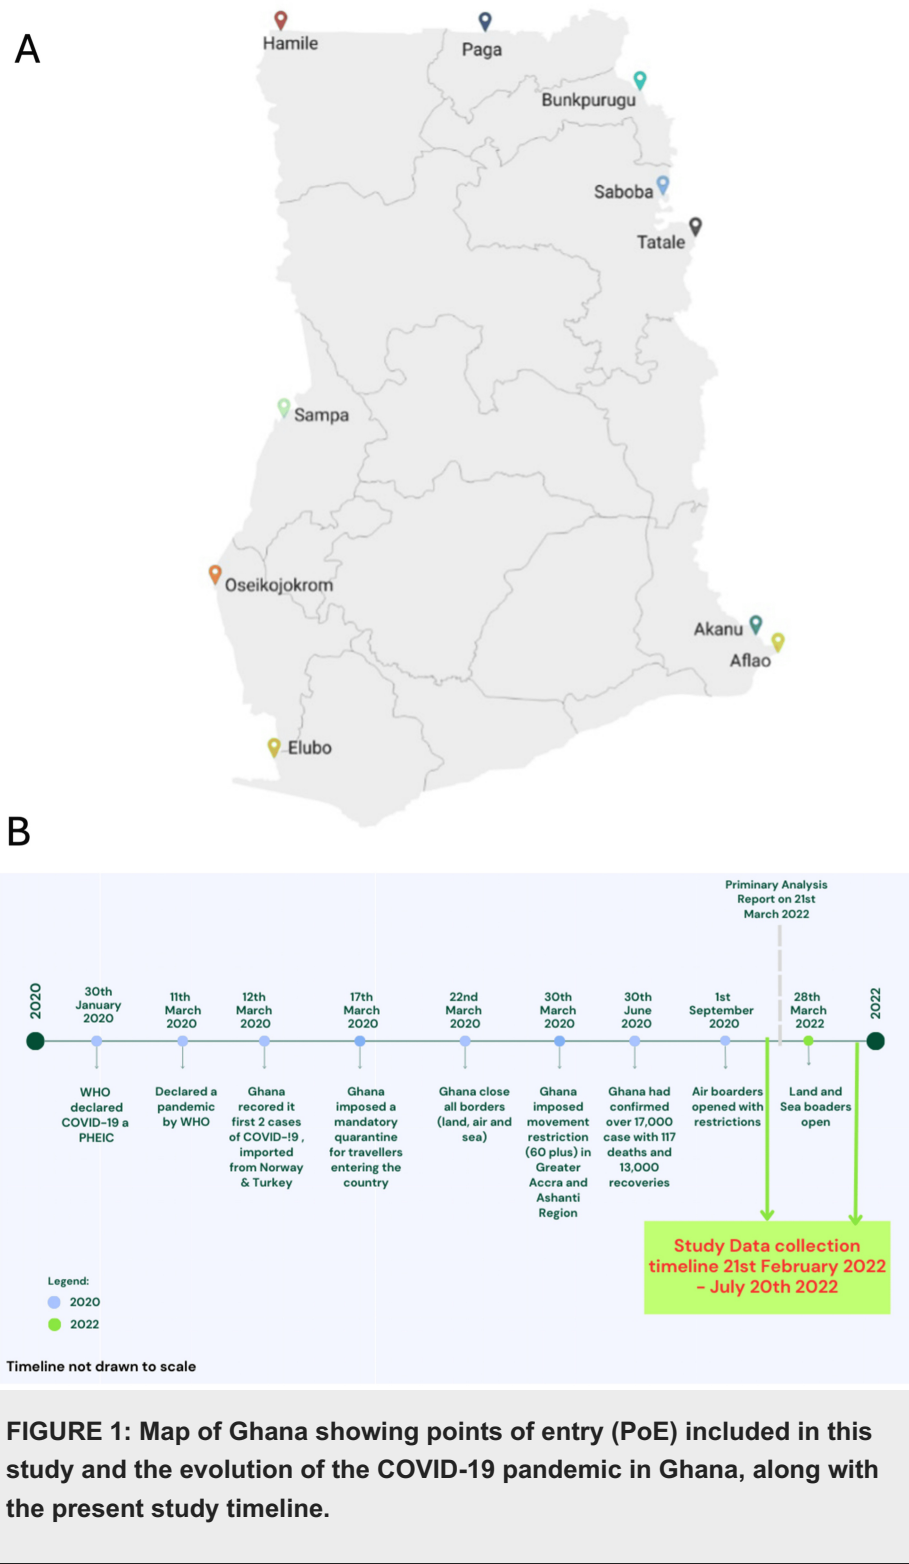 A
Hamile
Paga
Bunkpurugu
Saboba
Tatale
Sampa
Oseikojokrom
Akanu
Aflao
Elubo
B
Priminary Analysis
Report on 21st
March 2022
2020
30th
January
2020
11th
March
2020
12th
March
2020
17th
March
2020
22nd
March
2020
30th
March
2020
30th
June
2020
1st
September
2020
28th
March
2022
2022
WHO
declared
COVID-19 a
PHEIC
Declared a
pandemic
by WHO
Ghana
recored it
first 2 cases
of COVID-!9 ,
imported
from Norway
& Turkey
Ghana
imposed a
mandatory
quarantine
for travellers
entering the
country
Ghana close
all borders
(land, air and
sea)
Ghana
imposed
movement
restriction
(60 plus) in
Greater
Accra and
Ashanti
Region
Ghana had
confirmed
over 17,000
case with 117
deaths and
13,000
recoveries
Air boarders
opened with
restrictions
Land and
Sea boaders
open
Study Data collection
timeline 21st February 2022
– July 20th 2022
Legend:
2020
2022
Timeline not drawn to scale
FIGURE 1: Map of Ghana showing points of entry (PoE) included in this
study and the evolution of the COVID-19 pandemic in Ghana, along with
the present study timeline.